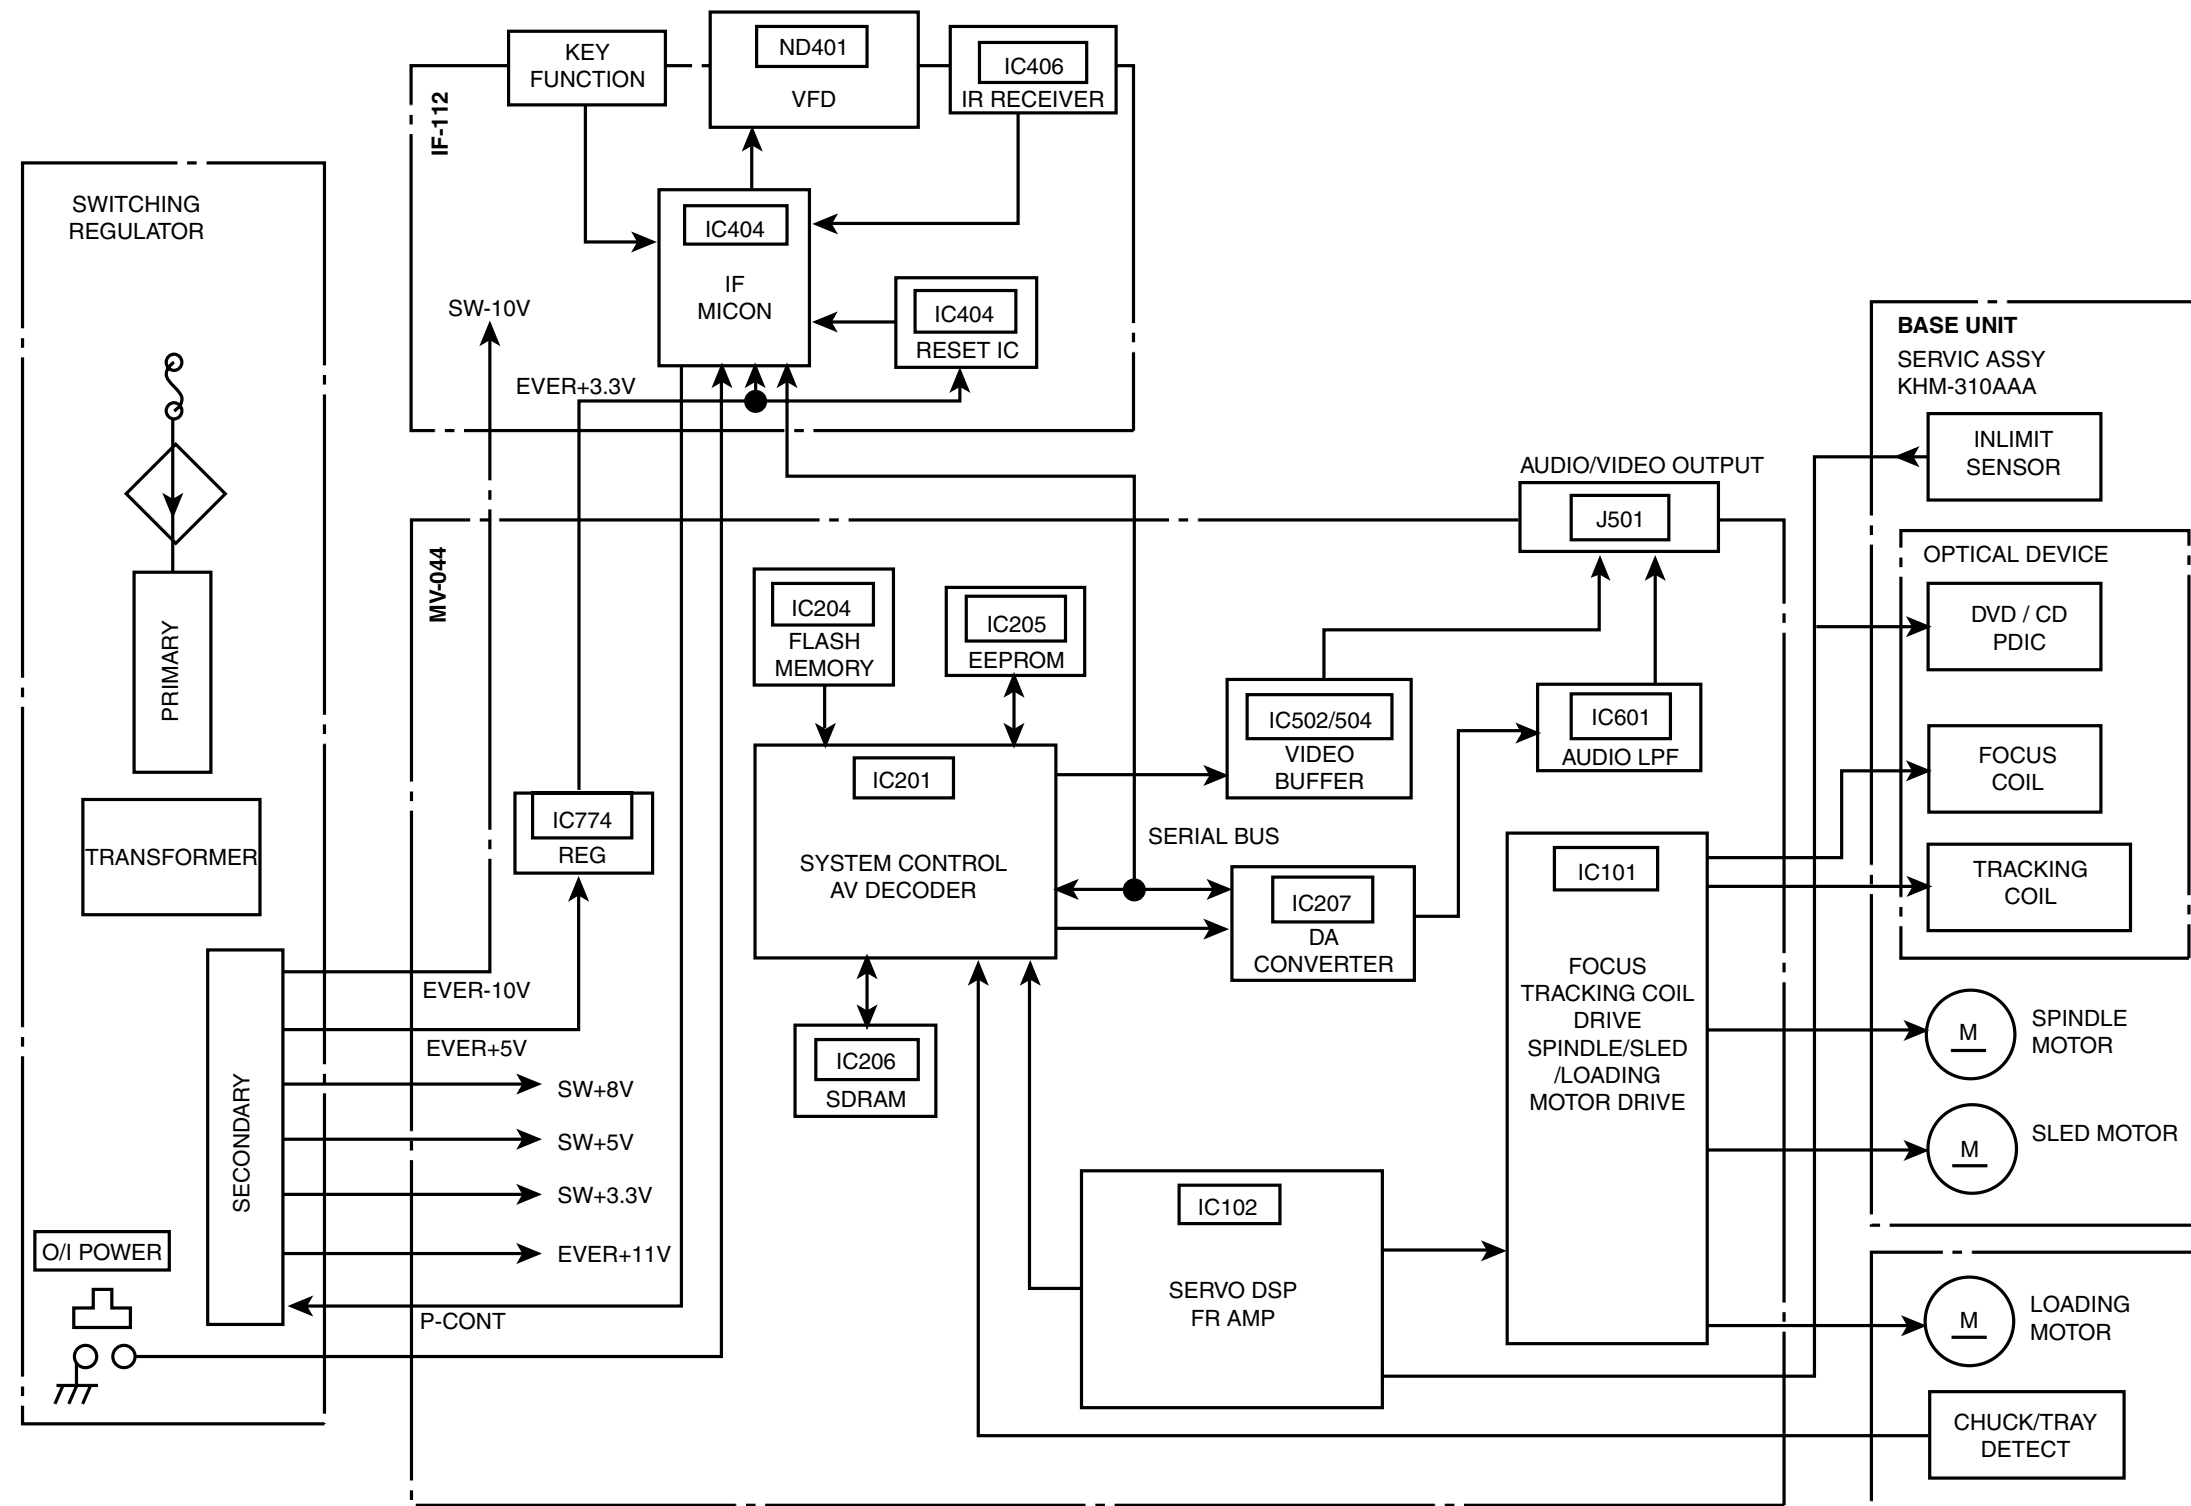 KEY
FUNCTION
ND401
VFD
IC406
IR RECEIVER
IF-112
SWITCHING
REGULATOR
IC404
IF
MICON
SW-10V
IC404
RESET IC
EVER+3.3V
BASE UNIT
SERVIC ASSY
KHM-310AAA
INLIMIT
SENSOR
AUDIO/VIDEO OUTPUT
J501
OPTICAL DEVICE
DVD / CD
PDIC
MV-044
IC204
FLASH
MEMORY
IC205
EEPROM
PRIMARY
IC502/504
VIDEO
BUFFER
IC601
AUDIO LPF
FOCUS
COIL
IC201
SYSTEM CONTROL
AV DECODER
IC774
REG
TRANSFORMER
SERIAL BUS
IC207
DA
CONVERTER
IC101
FOCUS
TRACKING COIL
DRIVE
SPINDLE/SLED
/LOADING
MOTOR DRIVE
TRACKING
COIL
EVER-10V
EVER+5V
SECONDARY
SW+8V
SW+5V
SW+3.3V
EVER+11V
P-CONT
O/I POWER
IC206
SDRAM
M
SPINDLE
MOTOR
M
SLED MOTOR
IC102
SERVO DSP
FR AMP
M
LOADING
MOTOR
CHUCK/TRAY
DETECT